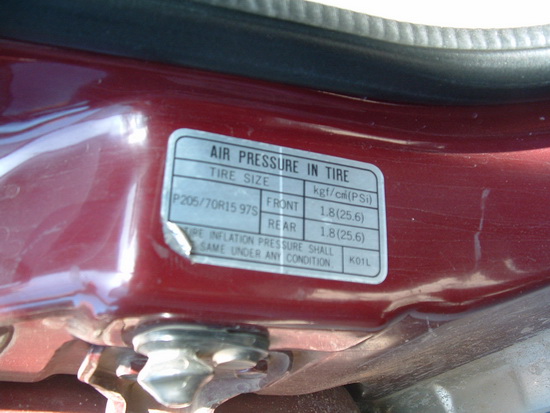 AIR PRESSURE IN TIRE
TIRE SIZE kgf/c㎡(PSi)
P205/70R15 97S FRONT 1.8(25.6)
REAR 1.8(25.6)
TIRE INFLATION PRESSURE SHALL
SAME UNDER ANY CONDITION K01L